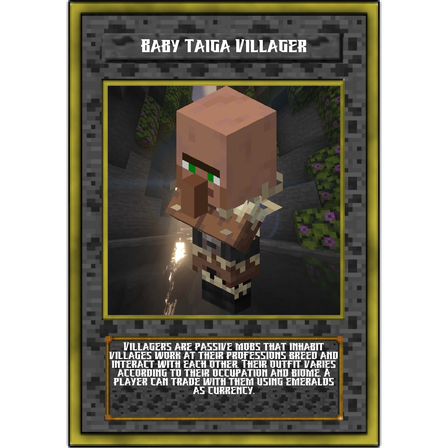 Baby Taiga Villager
Villagers are passive mobs that inhabit
villages work at their professions breed and
interact with each other. Their outfit varies
according to their occupation and biome. A
player can trade with them using emeralds
as currency.